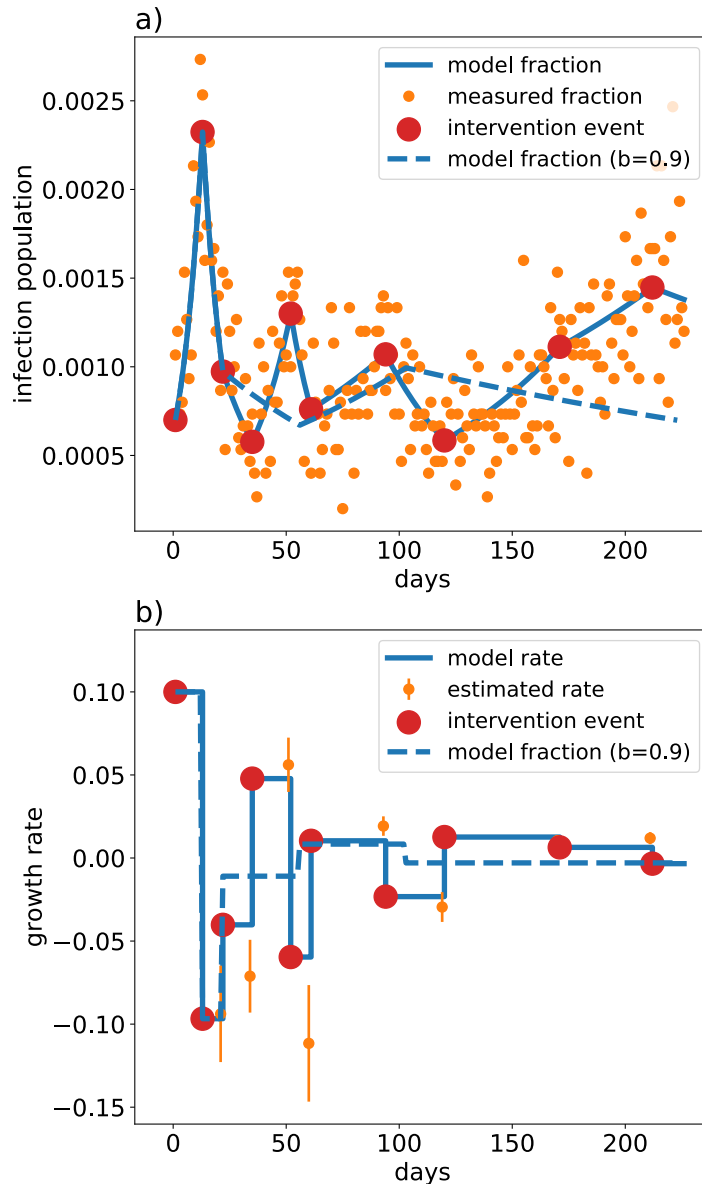 a)
model fraction
measured fraction
intervention event
model fraction (b=0.9)
0.0025
0.0020
0.0015
0.0010
0.0005
infection population
0 50 100 150 200
days
b)
model rate
estimated rate
intervention event
model fraction (b=0.9)
0.10
0.05
0.00
−0.05
−0.10
−0.15
growth rate
0 50 100 150 200
days